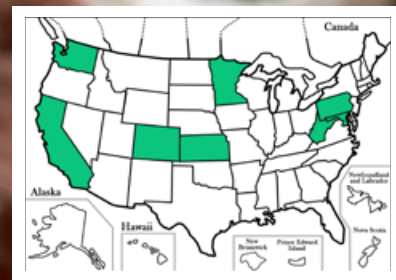 Canada
Newfoundland
and Labrador
Alaska
Hawaii
New
Brunswick
Prince Edward
Island
Nova Scotia